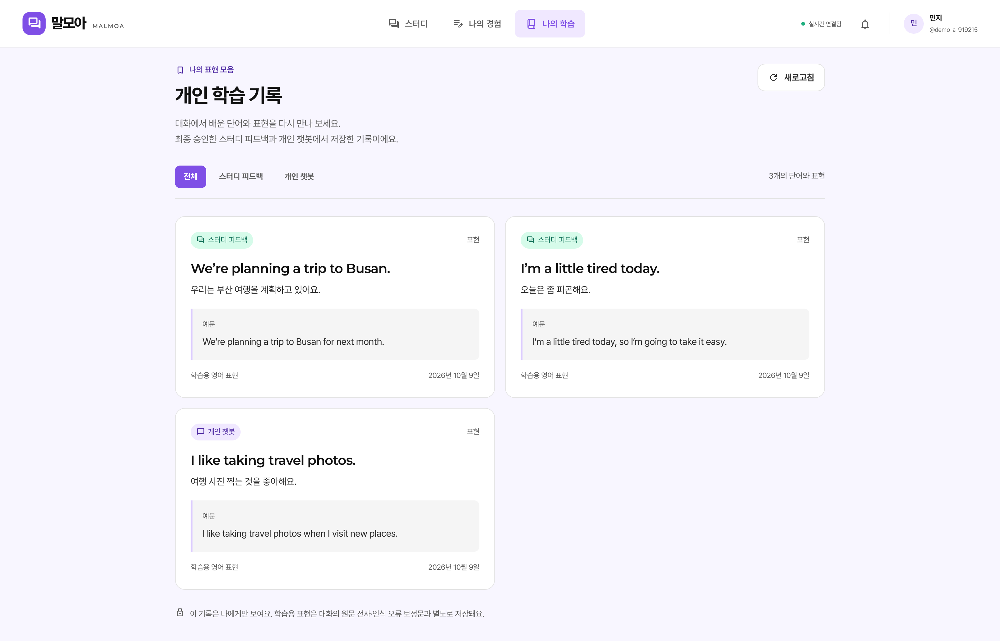 말모아 MALMOA
스터디
나의 경험
나의 학습
실시간 연결됨
민
민지
@demo-a-919215
나의 표현 모음
새로고침
개인 학습 기록
대화에서 배운 단어와 표현을 다시 만나 보세요.
최종 승인한 스터디 피드백과 개인 챗봇에서 저장한 기록이에요.
전체
스터디 피드백
개인 챗봇
3개의 단어와 표현
스터디 피드백
표현
We’re planning a trip to Busan.
우리는 부산 여행을 계획하고 있어요.
예문
We’re planning a trip to Busan for next month.
학습용 영어 표현
2026년 10월 9일
스터디 피드백
표현
I’m a little tired today.
오늘은 좀 피곤해요.
예문
I’m a little tired today, so I’m going to take it easy.
학습용 영어 표현
2026년 10월 9일
개인 챗봇
표현
I like taking travel photos.
여행 사진 찍는 것을 좋아해요.
예문
I like taking travel photos when I visit new places.
학습용 영어 표현
2026년 10월 9일
이 기록은 나에게만 보여요. 학습용 표현은 대화의 원문 전사·인식 오류 보정문과 별도로 저장돼요.